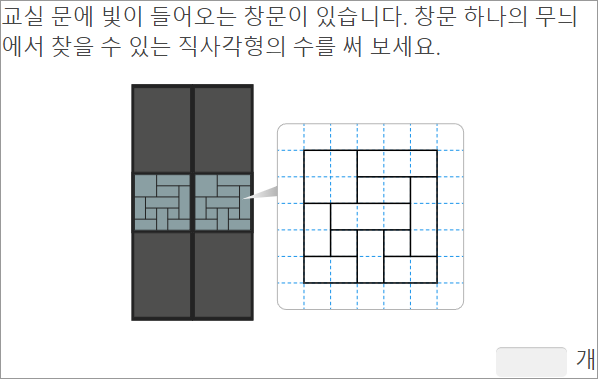 교실 문에 빛이 들어오는 창문이 있습니다. 창문 하나의 무늬
에서 찾을 수 있는 직사각형의 수를 써 보세요.
개